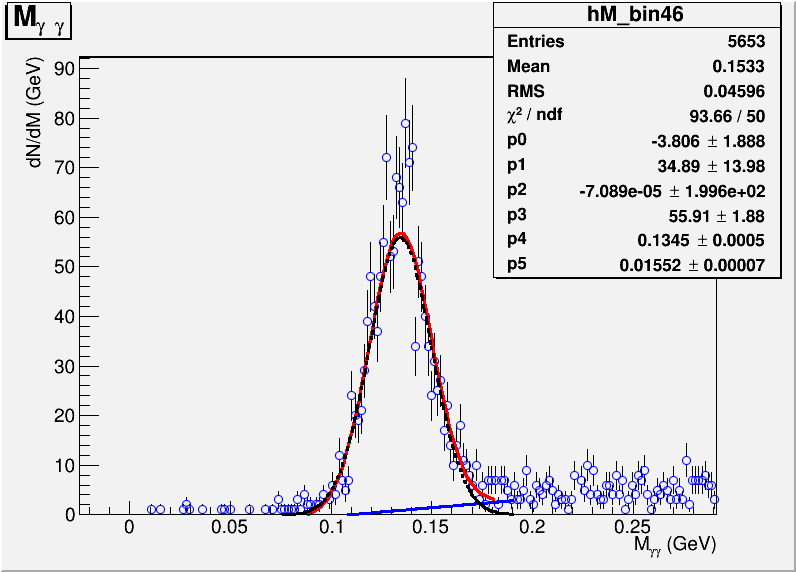 M γ γ
hM_bin46
Entries 5653
Mean 0.1533
RMS 0.04596
χ² / ndf 93.66 / 50
p0 -3.806 ± 1.888
p1 34.89 ± 13.98
p2 -7.089e-05 ± 1.996e+02
p3 55.91 ± 1.88
p4 0.1345 ± 0.0005
p5 0.01552 ± 0.00007
dN/dM (GeV)
90
80
70
60
50
40
30
20
10
0
0 0.05 0.1 0.15 0.2 0.25
M γγ (GeV)